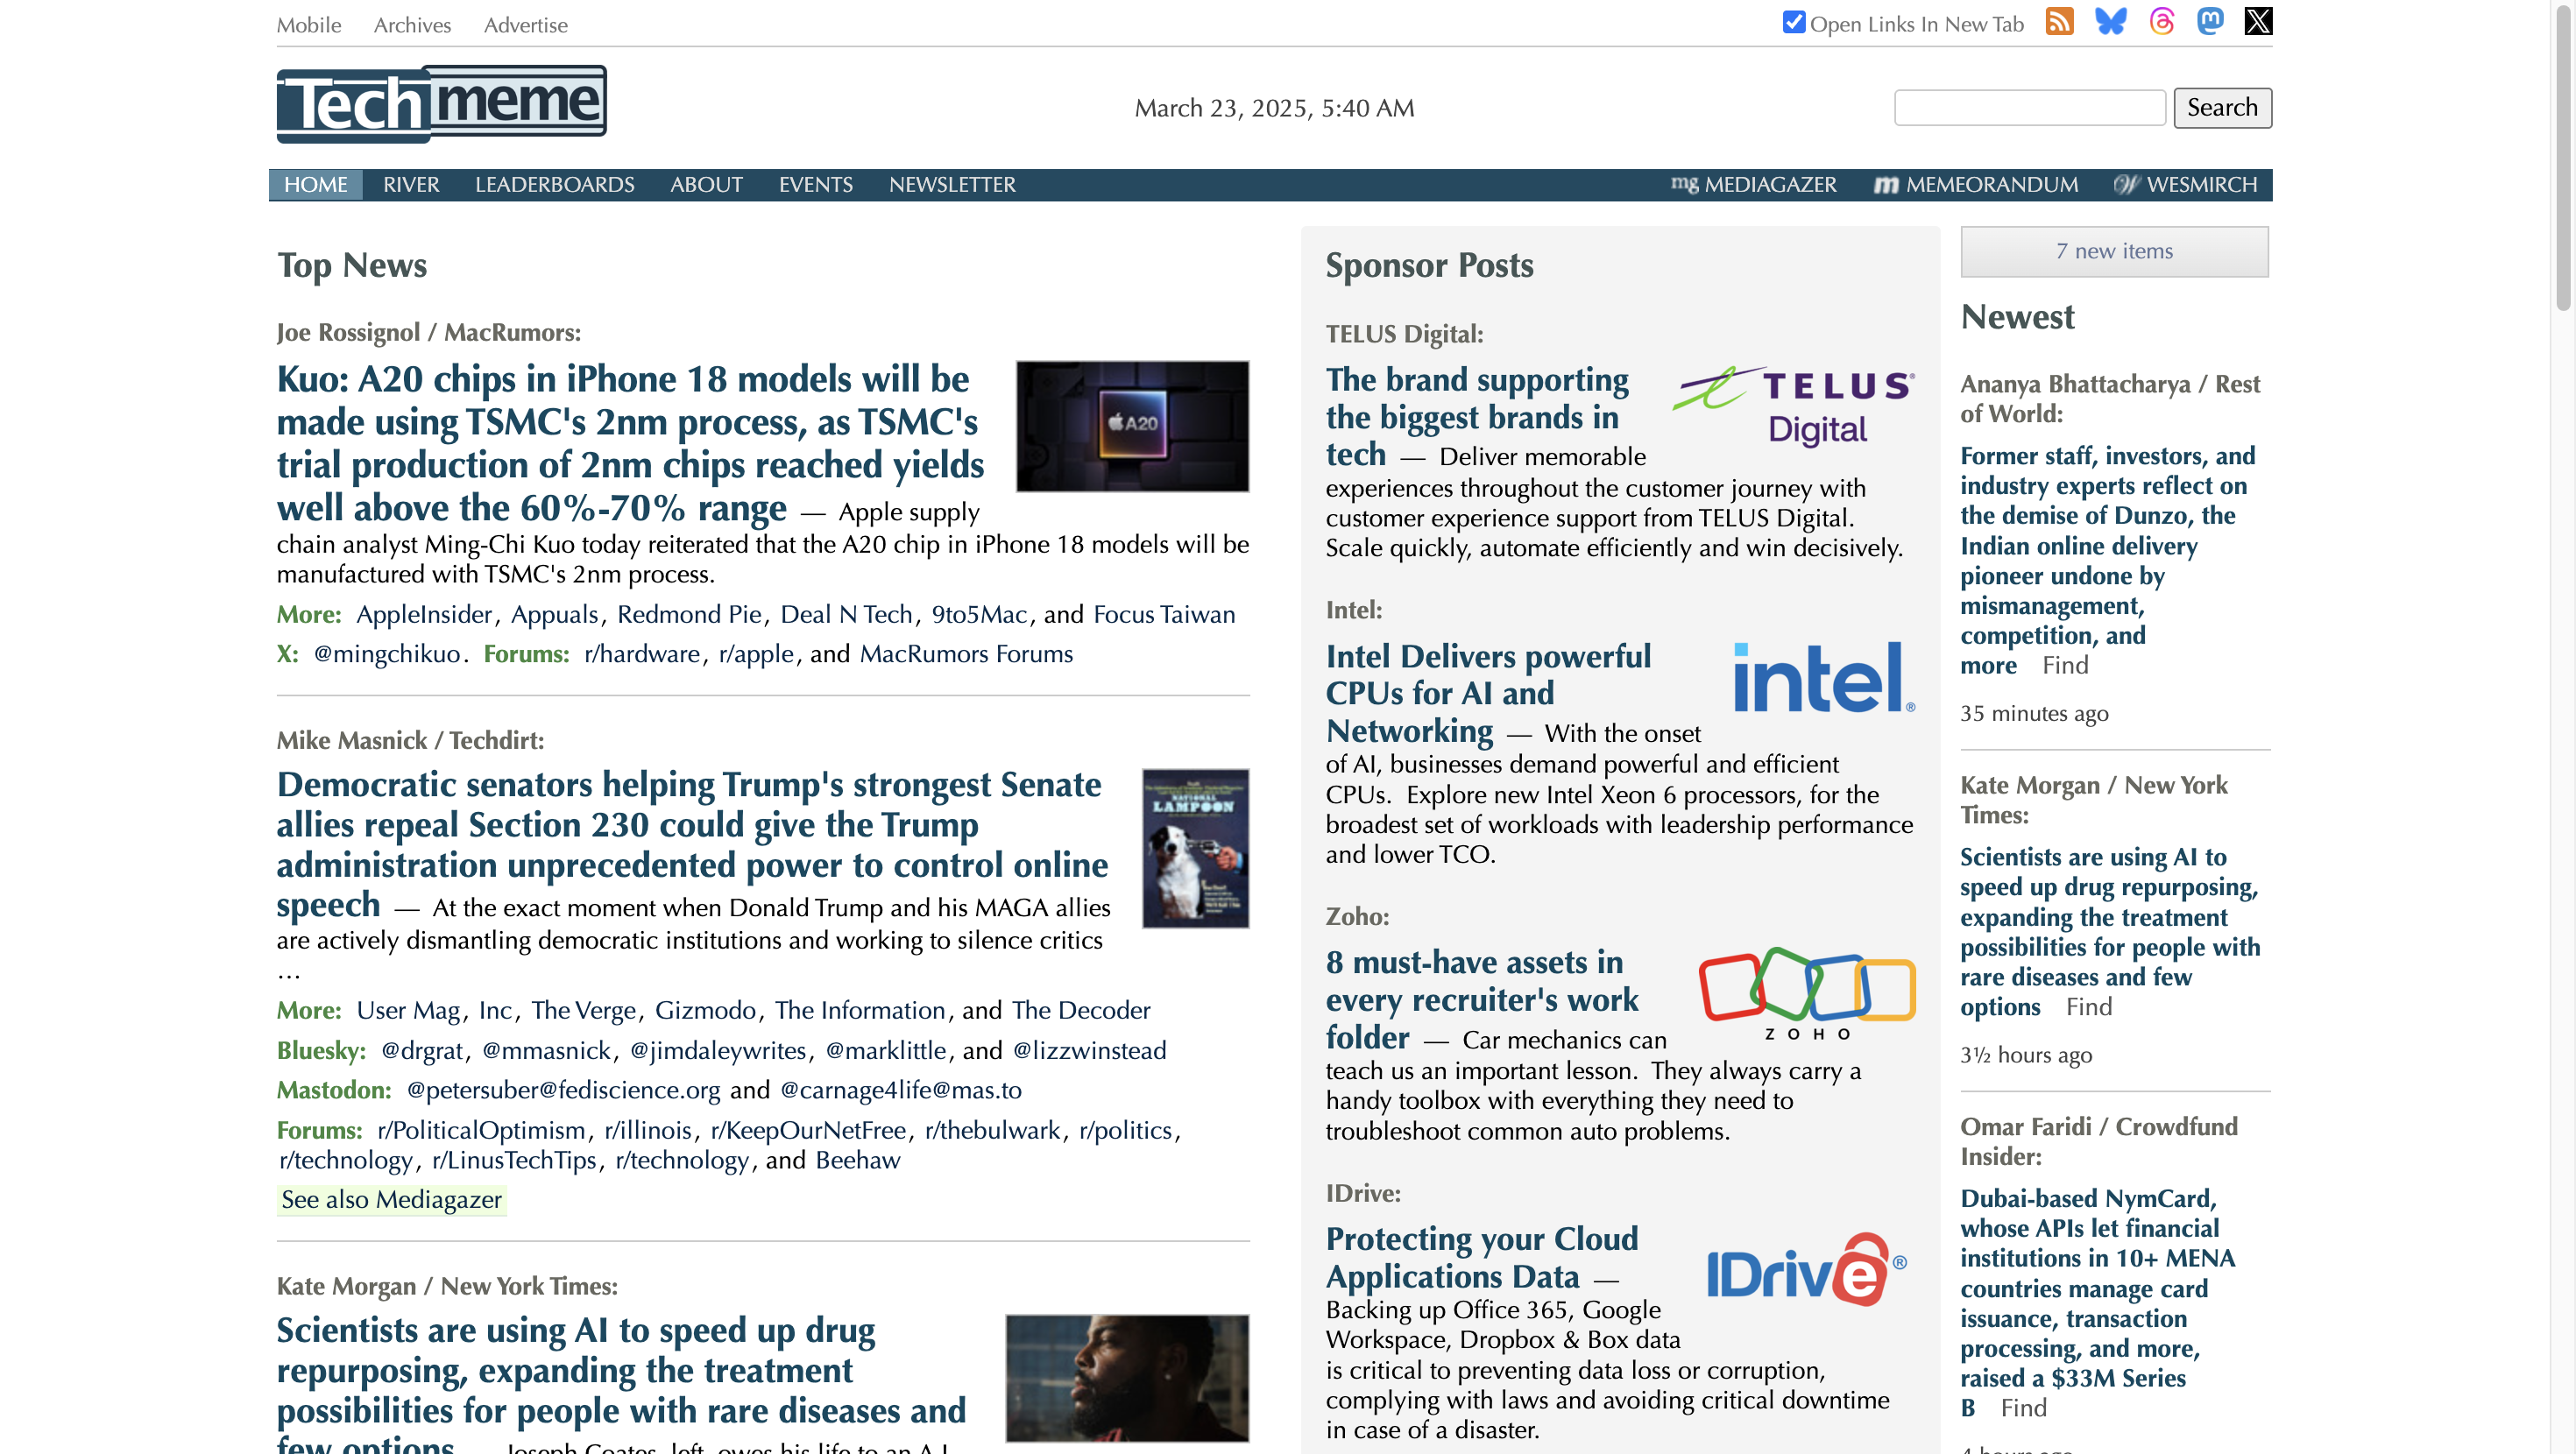 Mobile Archives Advertise
Open Links In New Tab
Techmeme
March 23, 2025, 5:40 AM
Search
HOME RIVER LEADERBOARDS ABOUT EVENTS NEWSLETTER
mg MEDIAGAZER m MEMEORANDUM W WESMIRCH
Top News
Joe Rossignol / MacRumors:
Kuo: A20 chips in iPhone 18 models will be
made using TSMC's 2nm process, as TSMC's
trial production of 2nm chips reached yields
well above the 60%-70% range — Apple supply
chain analyst Ming-Chi Kuo today reiterated that the A20 chip in iPhone 18 models will be
manufactured with TSMC's 2nm process.
A20
More: AppleInsider, Appuals, Redmond Pie, Deal N Tech, 9to5Mac, and Focus Taiwan
X: @mingchikuo. Forums: r/hardware, r/apple, and MacRumors Forums
Mike Masnick / Techdirt:
Democratic senators helping Trump's strongest Senate
allies repeal Section 230 could give the Trump
administration unprecedented power to control online
speech — At the exact moment when Donald Trump and his MAGA allies
are actively dismantling democratic institutions and working to silence critics
…
NATIONAL
LAMPOON
More: User Mag, Inc, The Verge, Gizmodo, The Information, and The Decoder
Bluesky: @drgrat, @mmasnick, @jimdaleywrites, @marklittle, and @lizzwinstead
Mastodon: @petersuber@fediscience.org and @carnage4life@mas.to
Forums: r/PoliticalOptimism, r/illinois, r/KeepOurNetFree, r/thebulwark, r/politics,
r/technology, r/LinusTechTips, r/technology, and Beehaw
See also Mediagazer
Kate Morgan / New York Times:
Scientists are using AI to speed up drug
repurposing, expanding the treatment
possibilities for people with rare diseases and
few options — Joseph Coates, left, owes his life to an A.I.
Sponsor Posts
TELUS Digital:
The brand supporting
the biggest brands in
tech — Deliver memorable
experiences throughout the customer journey with
customer experience support from TELUS Digital.
Scale quickly, automate efficiently and win decisively.
TELUS®
Digital
Intel:
Intel Delivers powerful
CPUs for AI and
Networking — With the onset
of AI, businesses demand powerful and efficient
CPUs. Explore new Intel Xeon 6 processors, for the
broadest set of workloads with leadership performance
and lower TCO.
intel®
Zoho:
8 must-have assets in
every recruiter's work
folder — Car mechanics can
teach us an important lesson. They always carry a
handy toolbox with everything they need to
troubleshoot common auto problems.
ZOHO
IDrive:
Protecting your Cloud
Applications Data —
Backing up Office 365, Google
Workspace, Dropbox & Box data
is critical to preventing data loss or corruption,
complying with laws and avoiding critical downtime
in case of a disaster.
IDrive®
7 new items
Newest
Ananya Bhattacharya / Rest
of World:
Former staff, investors, and
industry experts reflect on
the demise of Dunzo, the
Indian online delivery
pioneer undone by
mismanagement,
competition, and
more Find
35 minutes ago
Kate Morgan / New York
Times:
Scientists are using AI to
speed up drug repurposing,
expanding the treatment
possibilities for people with
rare diseases and few
options Find
3½ hours ago
Omar Faridi / Crowdfund
Insider:
Dubai-based NymCard,
whose APIs let financial
institutions in 10+ MENA
countries manage card
issuance, transaction
processing, and more,
raised a $33M Series
B Find
4 hours ago